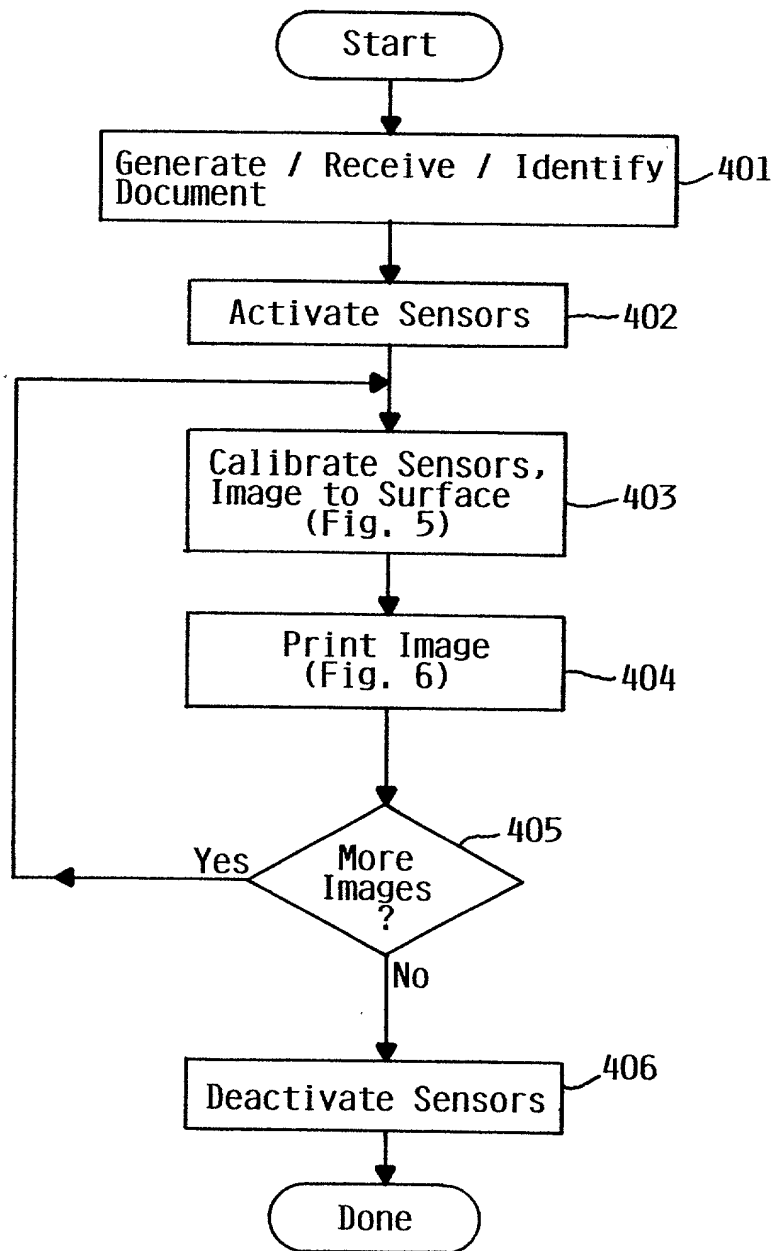 Start
Generate / Receive / Identify
Document
401
Activate Sensors
402
Calibrate Sensors,
Image to Surface
(Fig. 5)
403
Print Image
(Fig. 6)
404
405
Yes
More
Images
?
No
406
Deactivate Sensors
Done